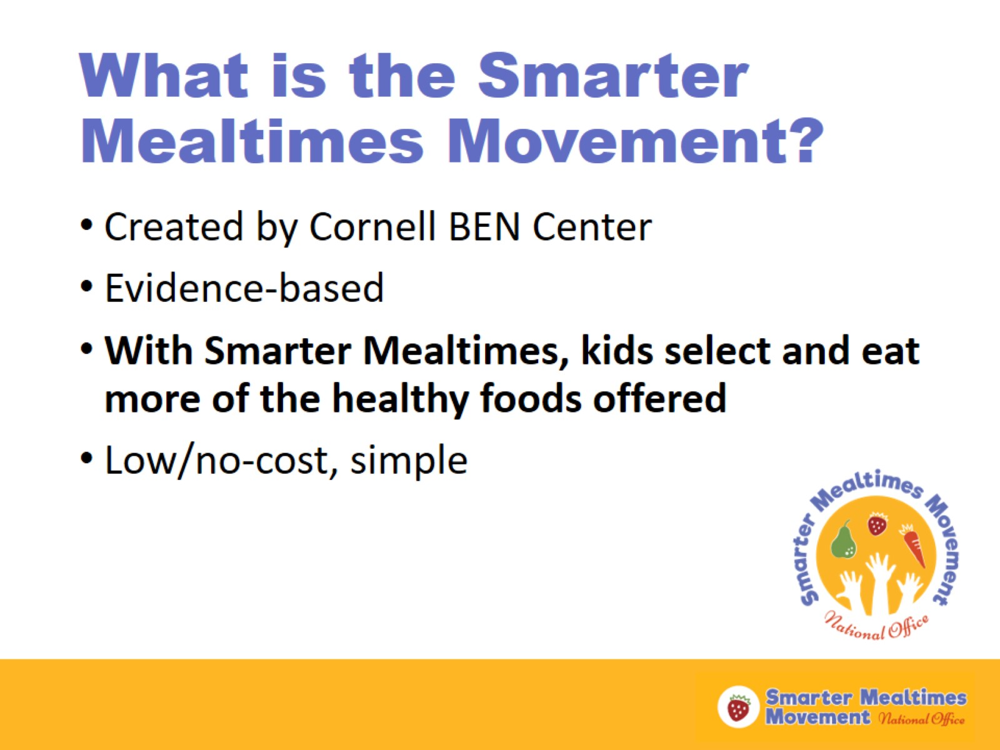 What is the Smarter
Mealtimes Movement?
• Created by Cornell BEN Center
• Evidence-based
• With Smarter Mealtimes, kids select and eat
more of the healthy foods offered
• Low/no-cost, simple
Smarter Mealtimes Movement
National Office
Smarter Mealtimes
Movement National Office